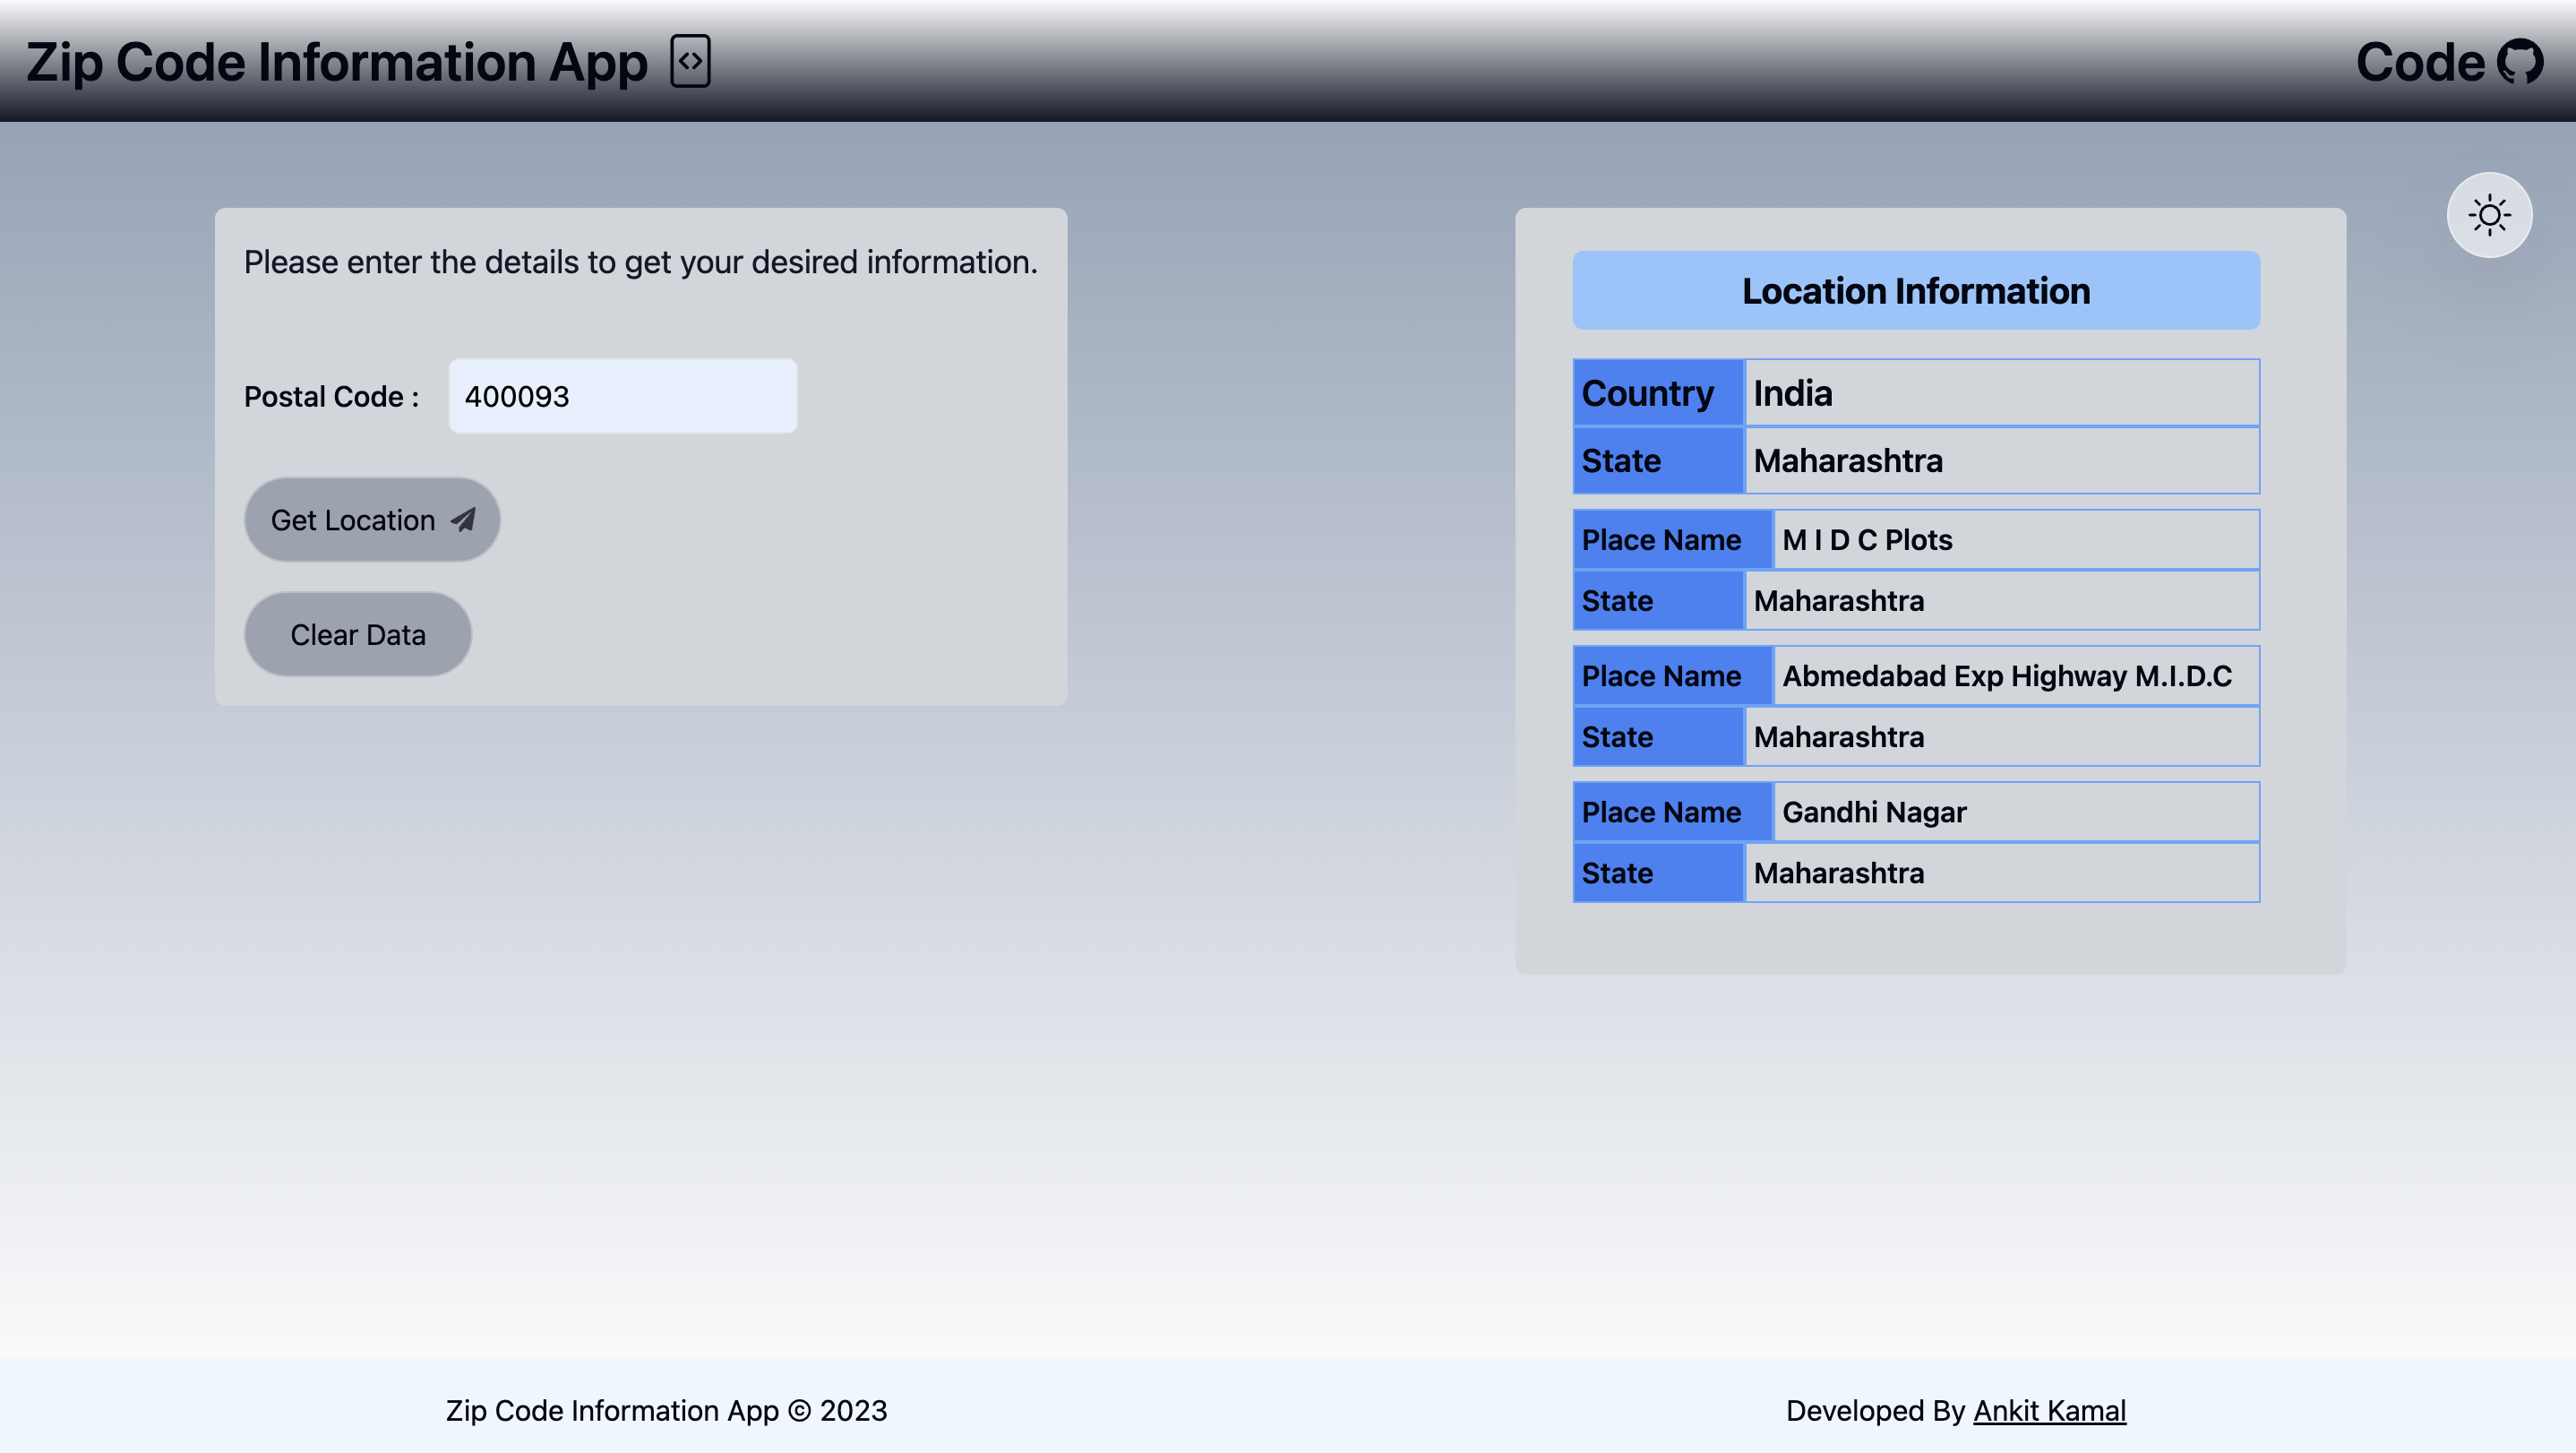 Zip Code Information App <>
Code
Please enter the details to get your desired information.
Postal Code : 400093
Get Location
Clear Data
Location Information
Country India
State Maharashtra
Place Name M I D C Plots
State Maharashtra
Place Name Abmedabad Exp Highway M.I.D.C
State Maharashtra
Place Name Gandhi Nagar
State Maharashtra
Zip Code Information App © 2023
Developed By Ankit Kamal